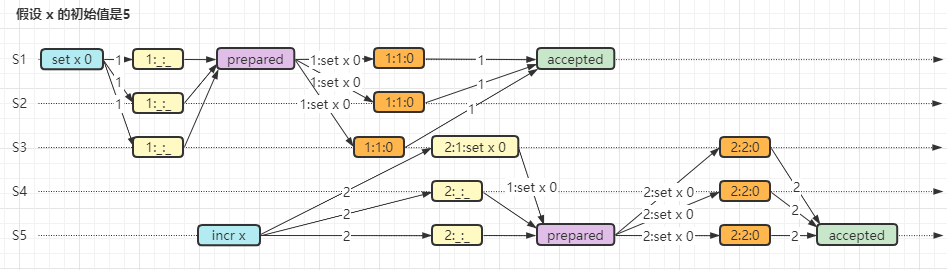 假设 x 的初始值是5
S1 set x 0 1 1:_:_ prepared 1:set x 0 1:1:0 1 accepted
1 1:set x 0 1
S2 1 1:_:_ 1:set x 0 1:1:0 1
S3 1:_:_ 1:1:0 2:1:set x 0 2:2:0
2 1:set x 0 2
S4 2 2:_:_ 2:set x 0 2:2:0
2:set x 0 2
S5 incr x 2 2:_:_ prepared 2:set x 0 2:2:0 2 accepted